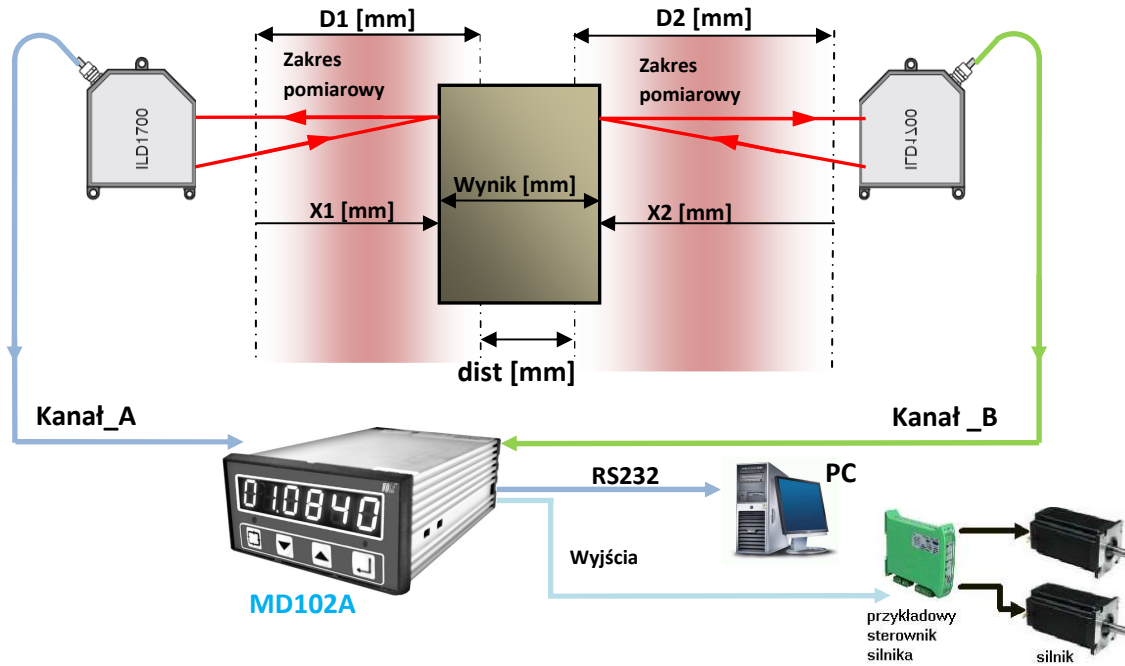 D1 [mm]
D2 [mm]
Zakres
pomiarowy
Zakres
pomiarowy
ILD1700
ILD1700
Wynik [mm]
X1 [mm]
X2 [mm]
dist [mm]
Kanał_A
Kanał _B
RS232
PC
01.0840
Wyjścia
MD102A
przykładowy
sterownik
silnika
silnik